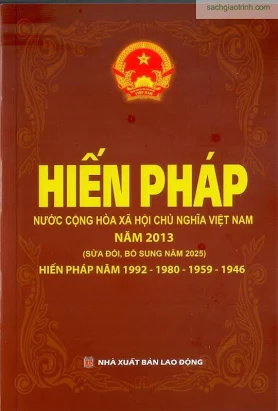 sachgiaotrinh.com
HIẾN PHÁP
NƯỚC CỘNG HÒA XÃ HỘI CHỦ NGHĨA VIỆT NAM
NĂM 2013
(SỬA ĐỔI, BỔ SUNG NĂM 2025)
HIẾN PHÁP NĂM 1992 - 1980 - 1959 - 1946
NHÀ XUẤT BẢN LAO ĐỘNG